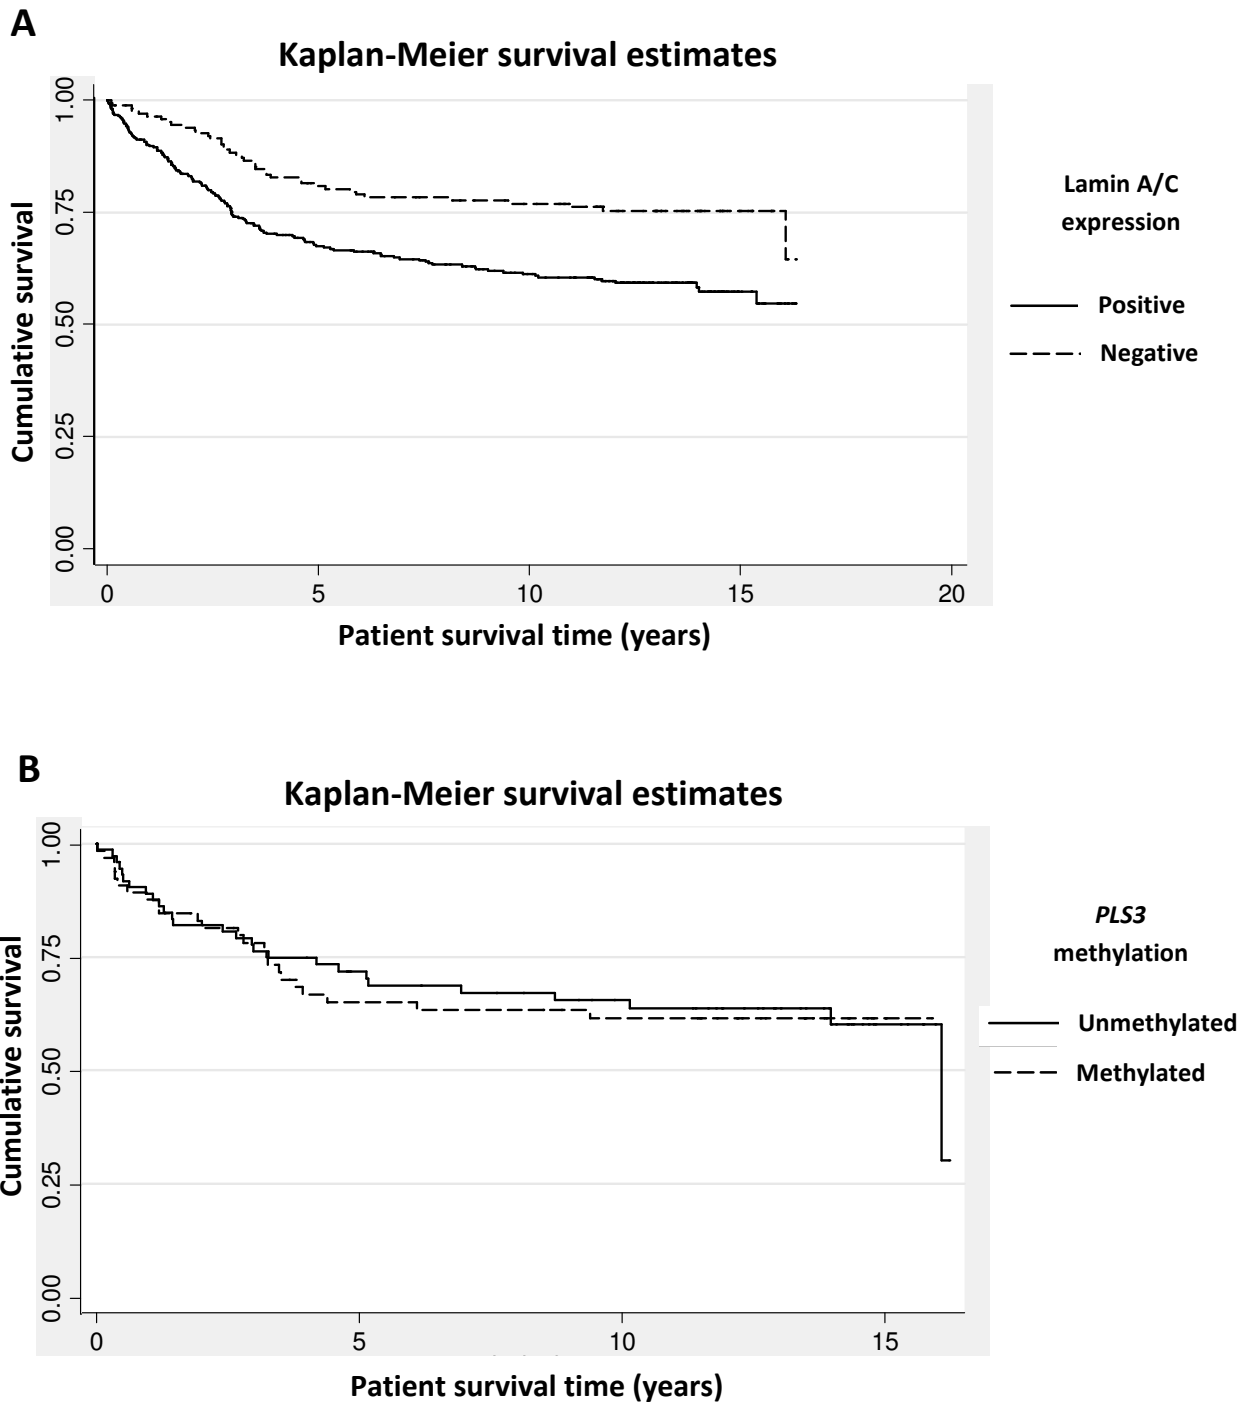 A
Kaplan-Meier survival estimates
Cumulative survival
1.00
0.75
0.50
0.25
0.00
0 5 10 15 20
Patient survival time (years)
Lamin A/C
expression
Positive
Negative
B
Kaplan-Meier survival estimates
Cumulative survival
1.00
0.75
0.50
0.25
0.00
0 5 10 15
Patient survival time (years)
PLS3
methylation
Unmethylated
Methylated